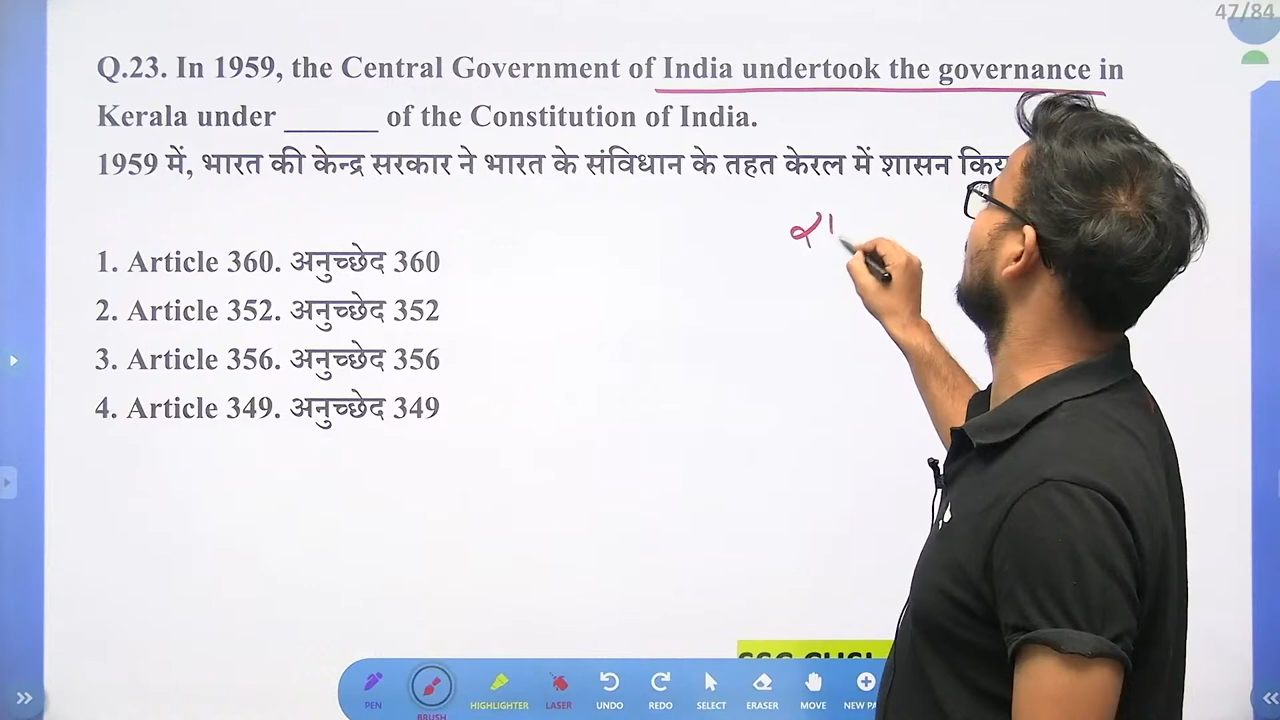 47/84
Q.23. In 1959, the Central Government of India undertook the governance in
Kerala under ______ of the Constitution of India.
1959 में, भारत की केन्द्र सरकार ने भारत के संविधान के तहत केरल में शासन
1. Article 360. अनुच्छेद 360
2. Article 352. अनुच्छेद 352
3. Article 356. अनुच्छेद 356
4. Article 349. अनुच्छेद 349
SSC CHSL
PEN BRUSH HIGHLIGHTER LASER UNDO REDO SELECT ERASER MOVE